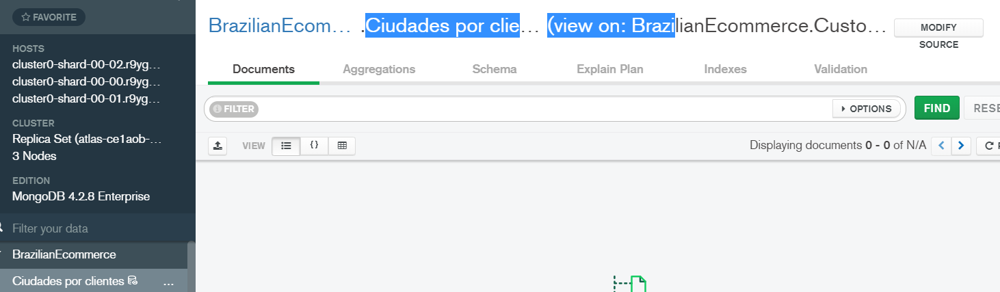 FAVORITE
HOSTS
cluster0-shard-00-02.r9yg...
cluster0-shard-00-00.r9yg...
cluster0-shard-00-01.r9yg...
CLUSTER
Replica Set (atlas-ce1aob-...
3 Nodes
EDITION
MongoDB 4.2.8 Enterprise
Filter your data
BrazilianEcommerce
Ciudades por clientes ...
BrazilianEcom... .Ciudades por clie... (view on: BrazilianEcommerce.Custo...
MODIFY SOURCE
Documents Aggregations Schema Explain Plan Indexes Validation
FILTER OPTIONS FIND RESE
VIEW {} Displaying documents 0 - 0 of N/A